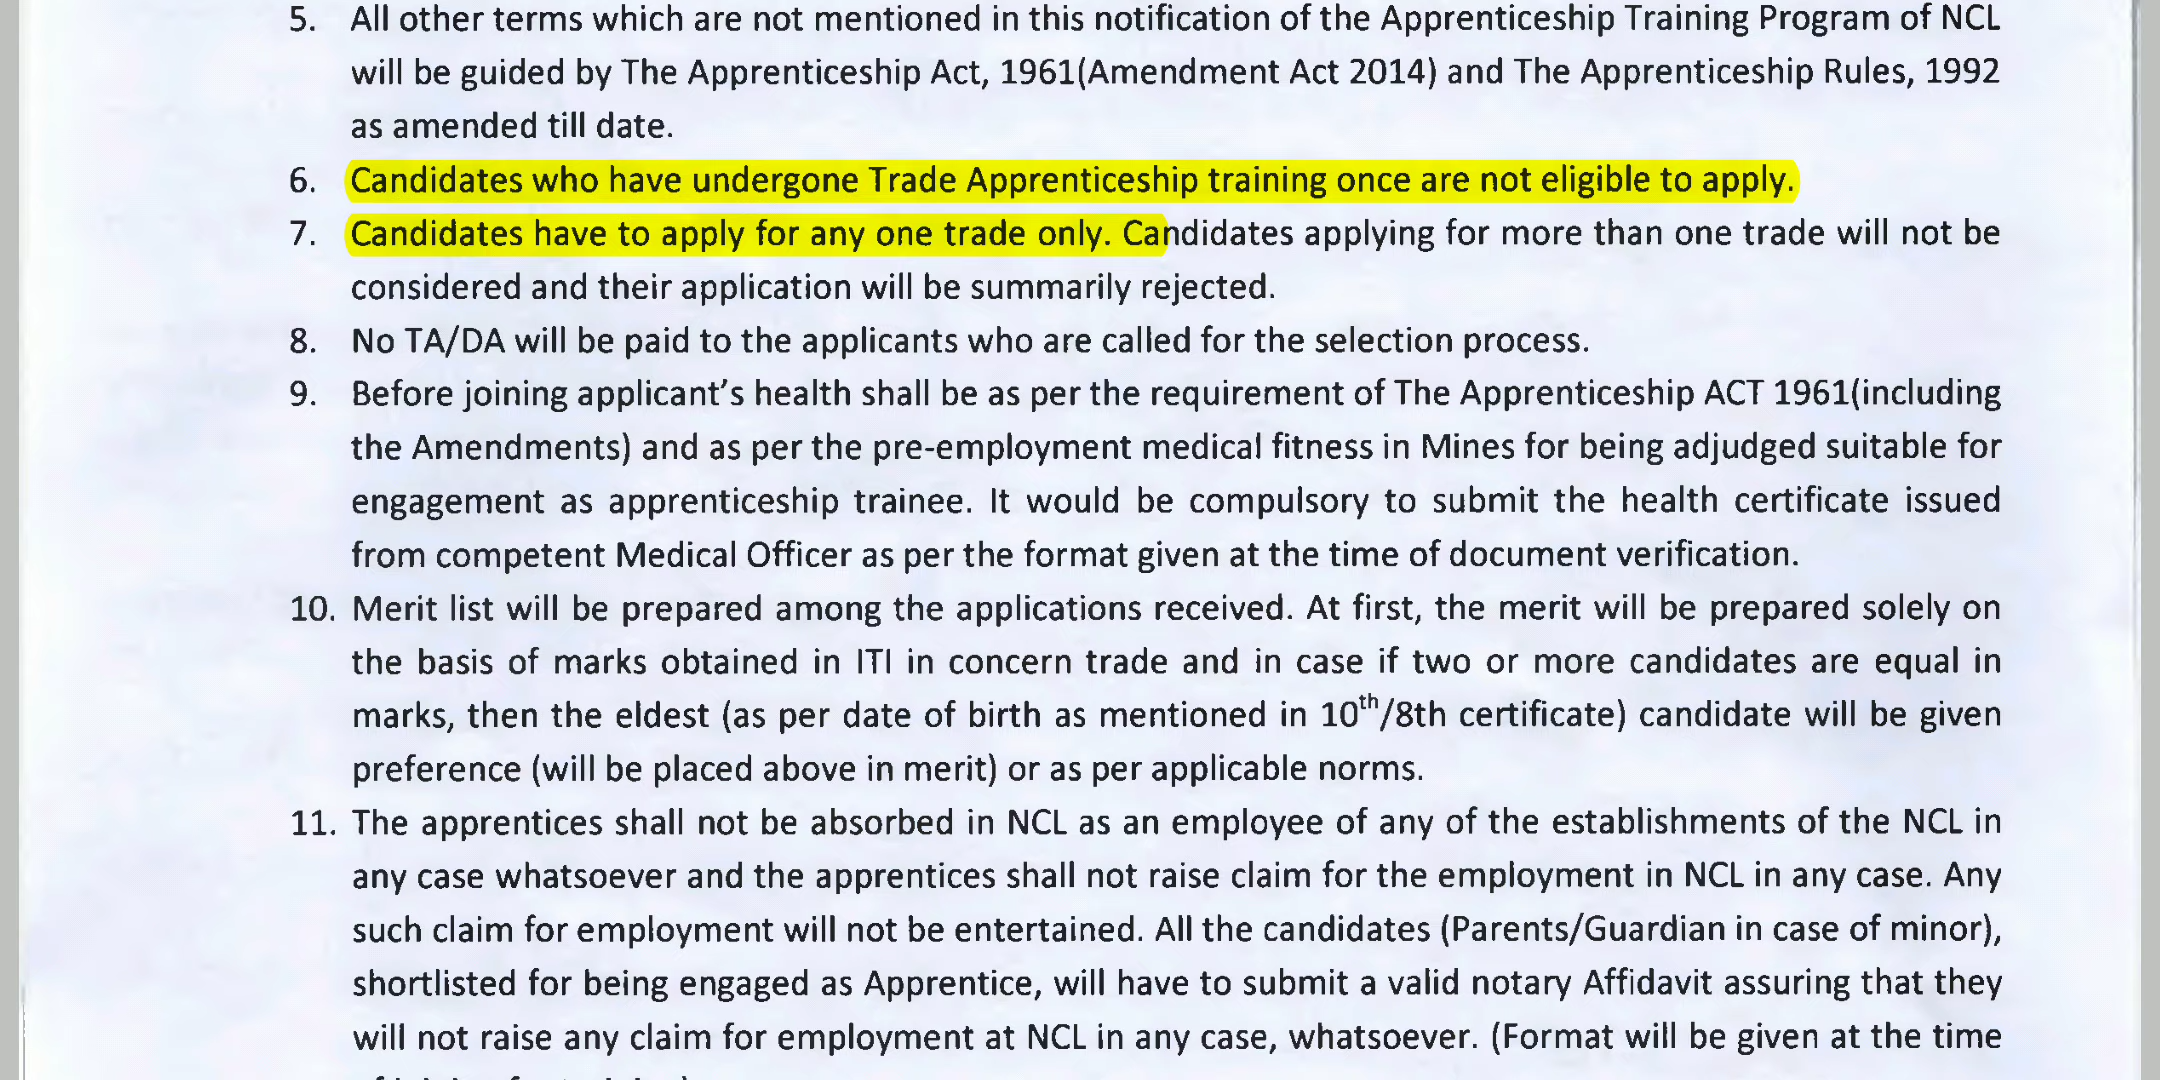 5. All other terms which are not mentioned in this notification of the Apprenticeship Training Program of NCL
will be guided by The Apprenticeship Act, 1961(Amendment Act 2014) and The Apprenticeship Rules, 1992
as amended till date.
6. Candidates who have undergone Trade Apprenticeship training once are not eligible to apply.
7. Candidates have to apply for any one trade only. Candidates applying for more than one trade will not be
considered and their application will be summarily rejected.
8. No TA/DA will be paid to the applicants who are called for the selection process.
9. Before joining applicant's health shall be as per the requirement of The Apprenticeship ACT 1961(including
the Amendments) and as per the pre-employment medical fitness in Mines for being adjudged suitable for
engagement as apprenticeship trainee. It would be compulsory to submit the health certificate issued
from competent Medical Officer as per the format given at the time of document verification.
10. Merit list will be prepared among the applications received. At first, the merit will be prepared solely on
the basis of marks obtained in ITI in concern trade and in case if two or more candidates are equal in
marks, then the eldest (as per date of birth as mentioned in 10th/8th certificate) candidate will be given
preference (will be placed above in merit) or as per applicable norms.
11. The apprentices shall not be absorbed in NCL as an employee of any of the establishments of the NCL in
any case whatsoever and the apprentices shall not raise claim for the employment in NCL in any case. Any
such claim for employment will not be entertained. All the candidates (Parents/Guardian in case of minor),
shortlisted for being engaged as Apprentice, will have to submit a valid notary Affidavit assuring that they
will not raise any claim for employment at NCL in any case, whatsoever. (Format will be given at the time